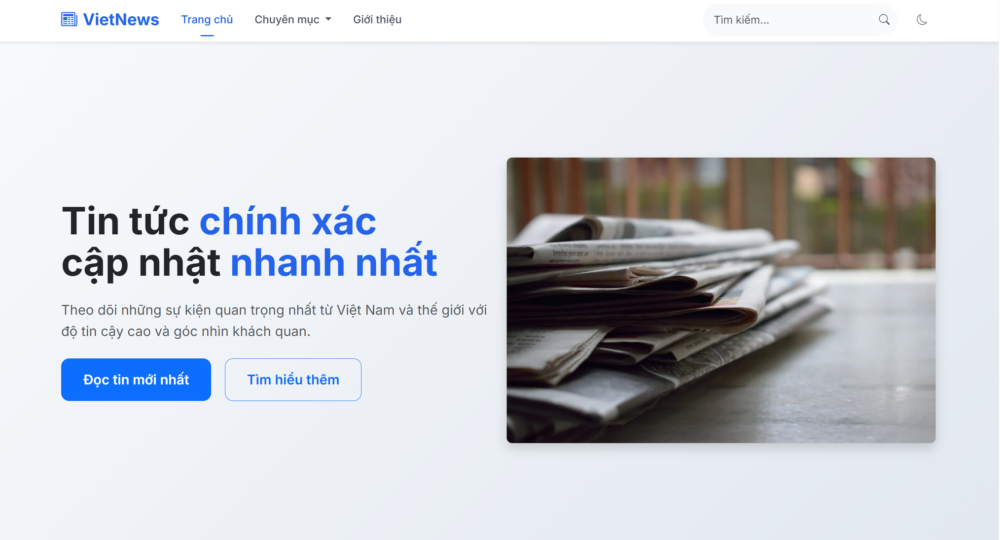 VietNews
Trang chủ
Chuyên mục
Giới thiệu
Tìm kiếm...
Tin tức chính xác
cập nhật nhanh nhất
Theo dõi những sự kiện quan trọng nhất từ Việt Nam và thế giới với
độ tin cậy cao và góc nhìn khách quan.
Đọc tin mới nhất
Tìm hiểu thêm